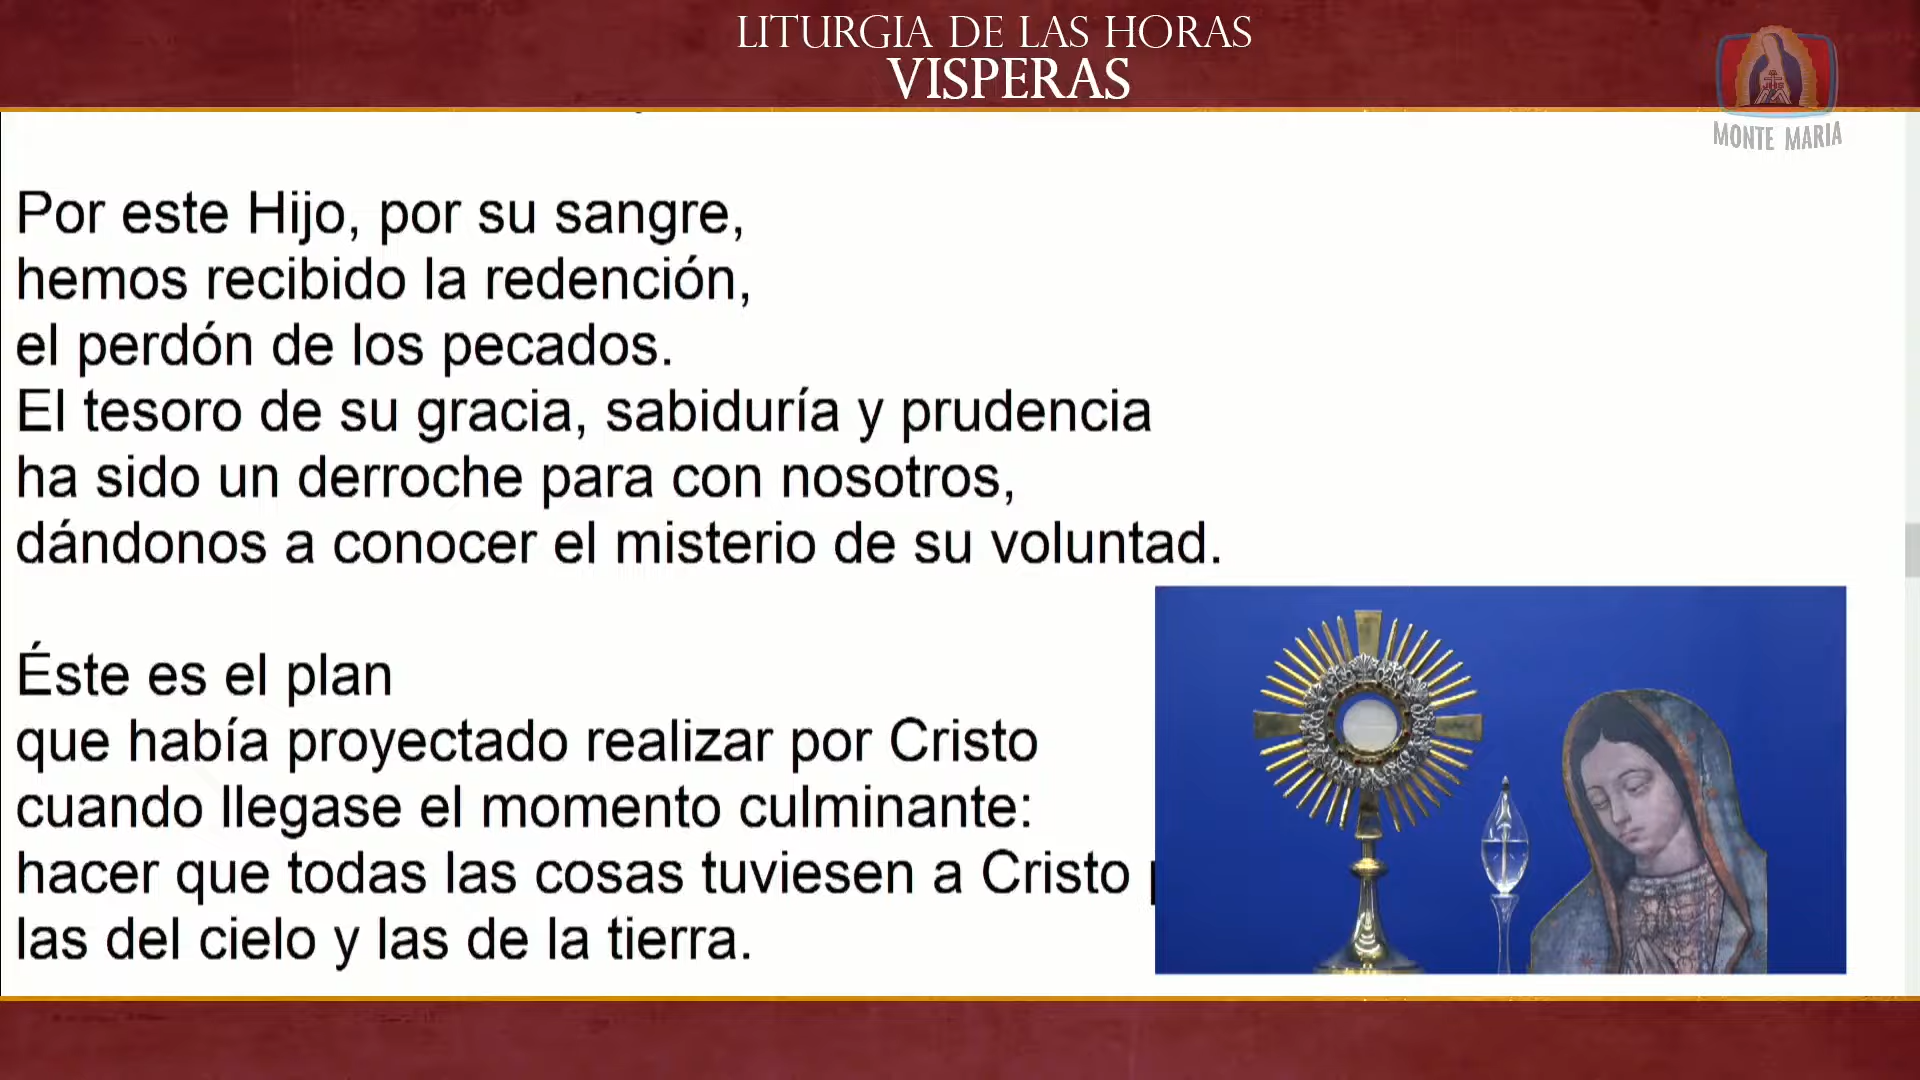 LITURGIA DE LAS HORAS
VISPERAS
MONTE MARIA
Por este Hijo, por su sangre,
hemos recibido la redención,
el perdón de los pecados.
El tesoro de su gracia, sabiduría y prudencia
ha sido un derroche para con nosotros,
dándonos a conocer el misterio de su voluntad.
Éste es el plan
que había proyectado realizar por Cristo
cuando llegase el momento culminante:
hacer que todas las cosas tuviesen a Cristo
las del cielo y las de la tierra.